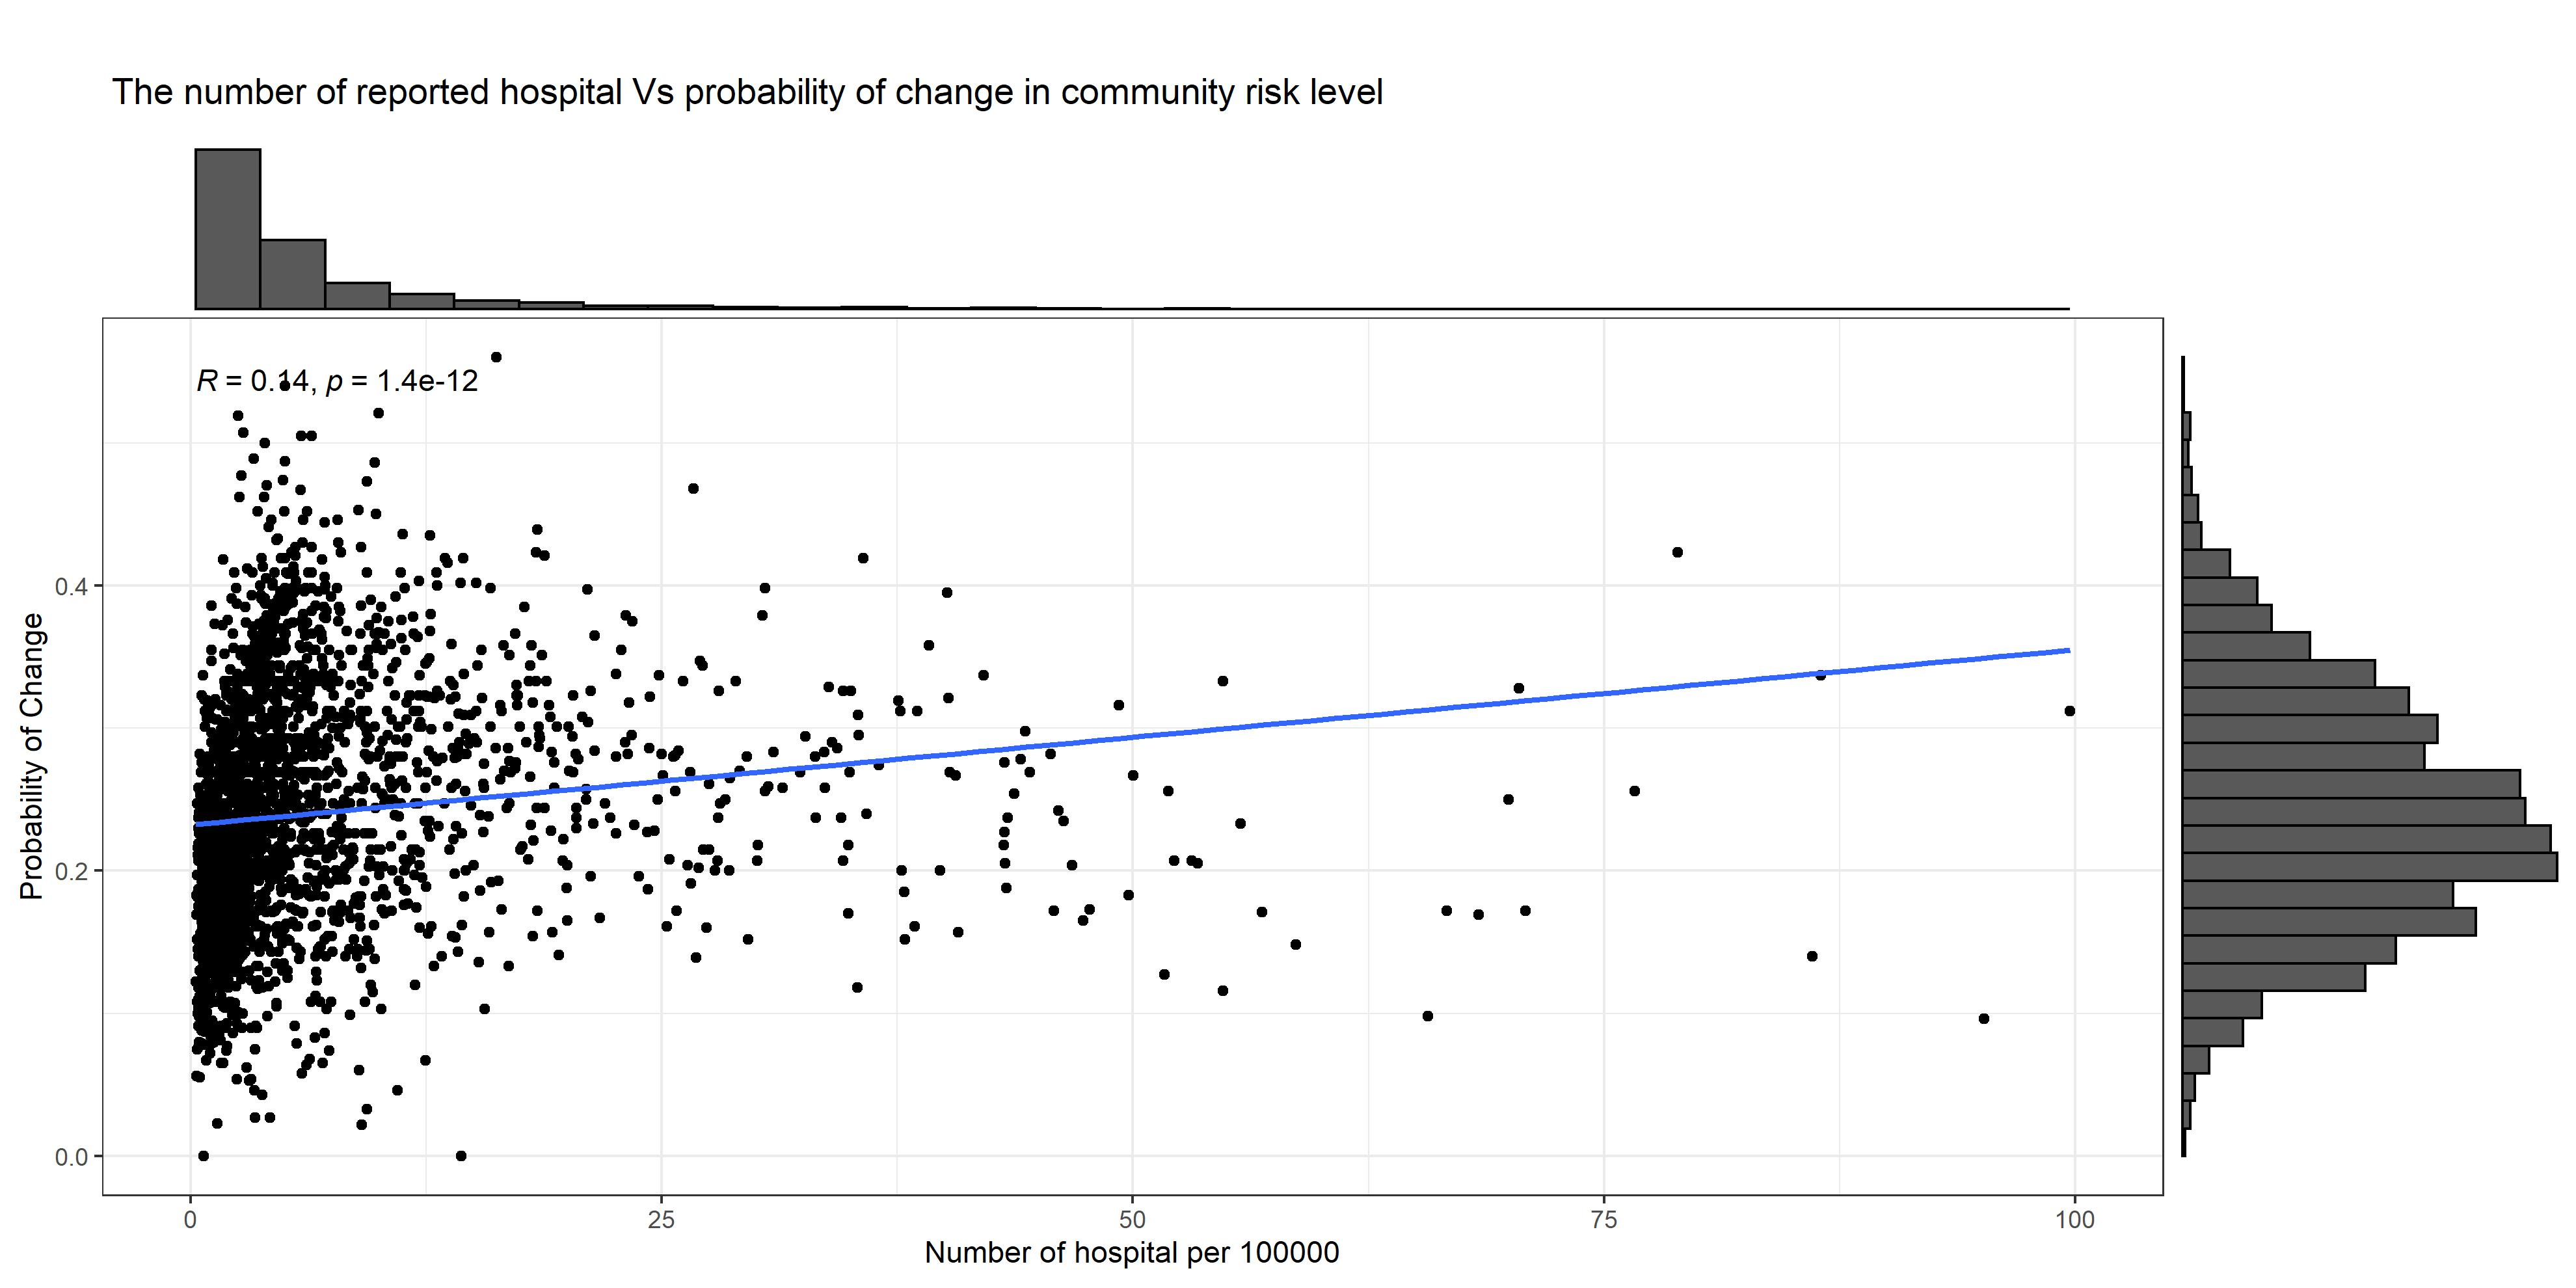 The number of reported hospital Vs probability of change in community risk level
R = 0.14, p = 1.4e-12
Probability of Change
0.4
0.2
0.0
0
25
50
75
100
Number of hospital per 100000